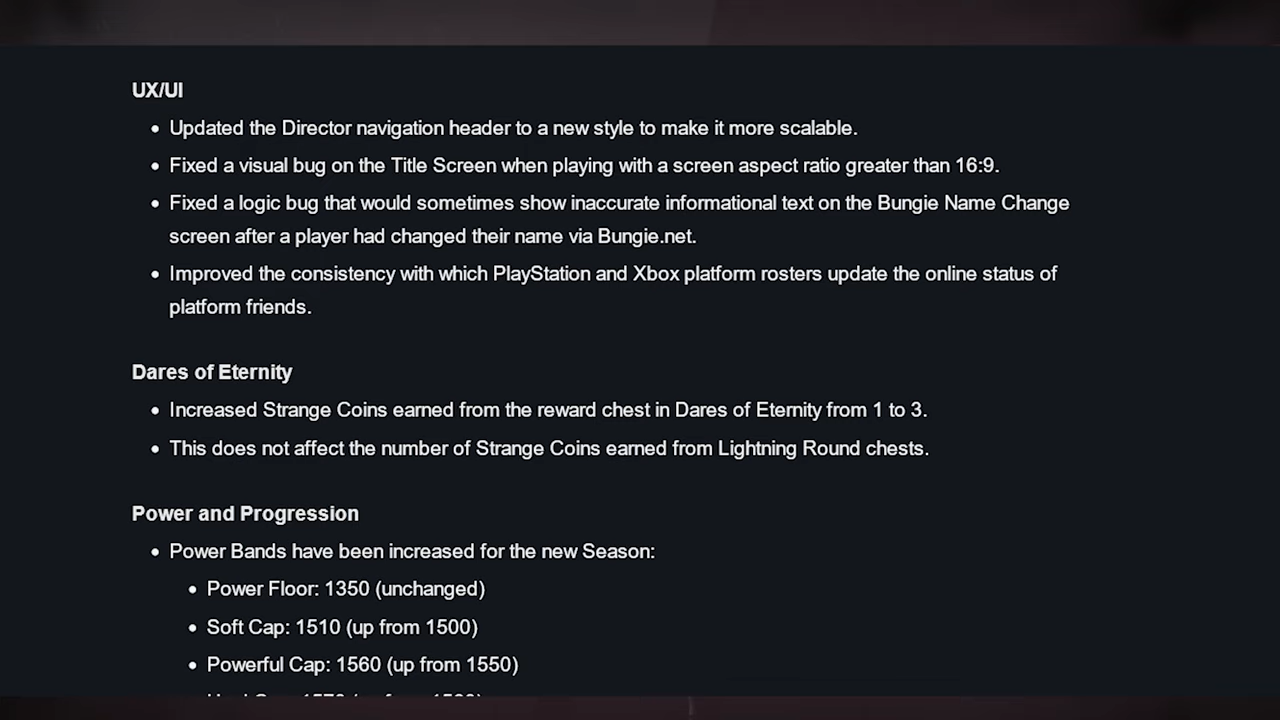 UX/UI
• Updated the Director navigation header to a new style to make it more scalable.
• Fixed a visual bug on the Title Screen when playing with a screen aspect ratio greater than 16:9.
• Fixed a logic bug that would sometimes show inaccurate informational text on the Bungie Name Change
screen after a player had changed their name via Bungie.net.
• Improved the consistency with which PlayStation and Xbox platform rosters update the online status of
platform friends.
Dares of Eternity
• Increased Strange Coins earned from the reward chest in Dares of Eternity from 1 to 3.
• This does not affect the number of Strange Coins earned from Lightning Round chests.
Power and Progression
• Power Bands have been increased for the new Season:
• Power Floor: 1350 (unchanged)
• Soft Cap: 1510 (up from 1500)
• Powerful Cap: 1560 (up from 1550)